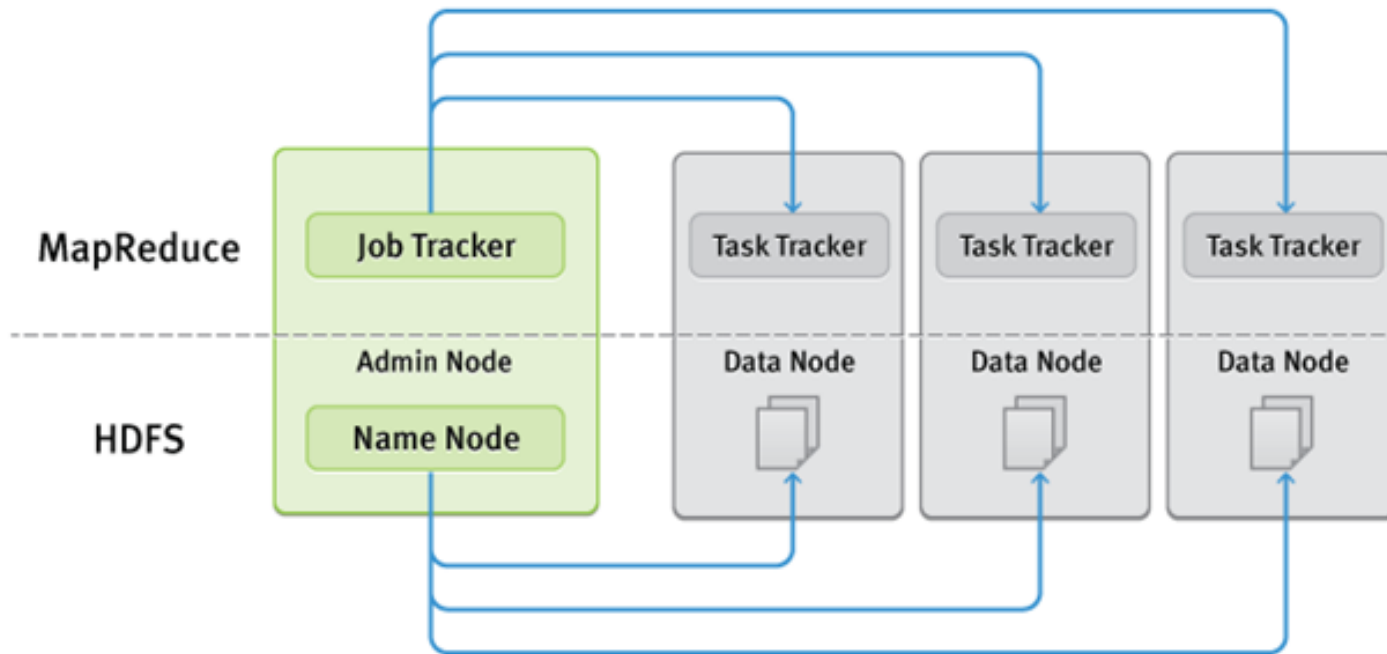 MapReduce
Job Tracker
Task Tracker
Task Tracker
Task Tracker
Admin Node
Data Node
Data Node
Data Node
HDFS
Name Node